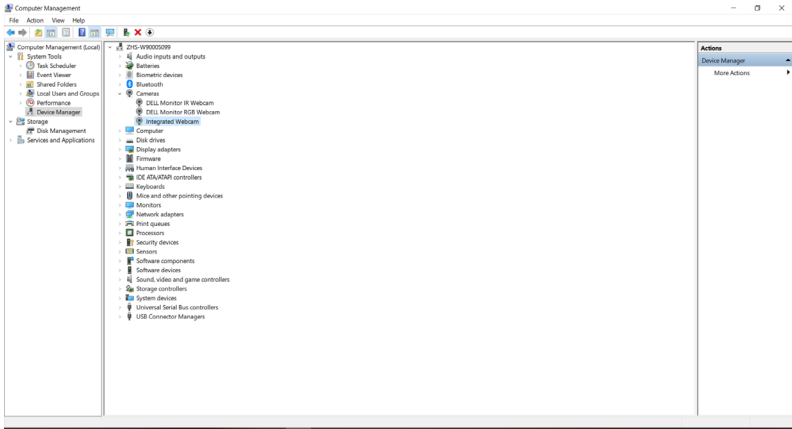 Computer Management
File Action View Help
Computer Management (Local)
System Tools
Task Scheduler
Event Viewer
Shared Folders
Local Users and Groups
Performance
Device Manager
Storage
Disk Management
Services and Applications
ZHS-W90005099
Audio inputs and outputs
Batteries
Biometric devices
Bluetooth
Cameras
DELL Monitor IR Webcam
DELL Monitor RGB Webcam
Integrated Webcam
Computer
Disk drives
Display adapters
Firmware
Human Interface Devices
IDE ATA/ATAPI controllers
Keyboards
Mice and other pointing devices
Monitors
Network adapters
Print queues
Processors
Security devices
Sensors
Software components
Software devices
Sound, video and game controllers
Storage controllers
System devices
Universal Serial Bus controllers
USB Connector Managers
Actions
Device Manager
More Actions